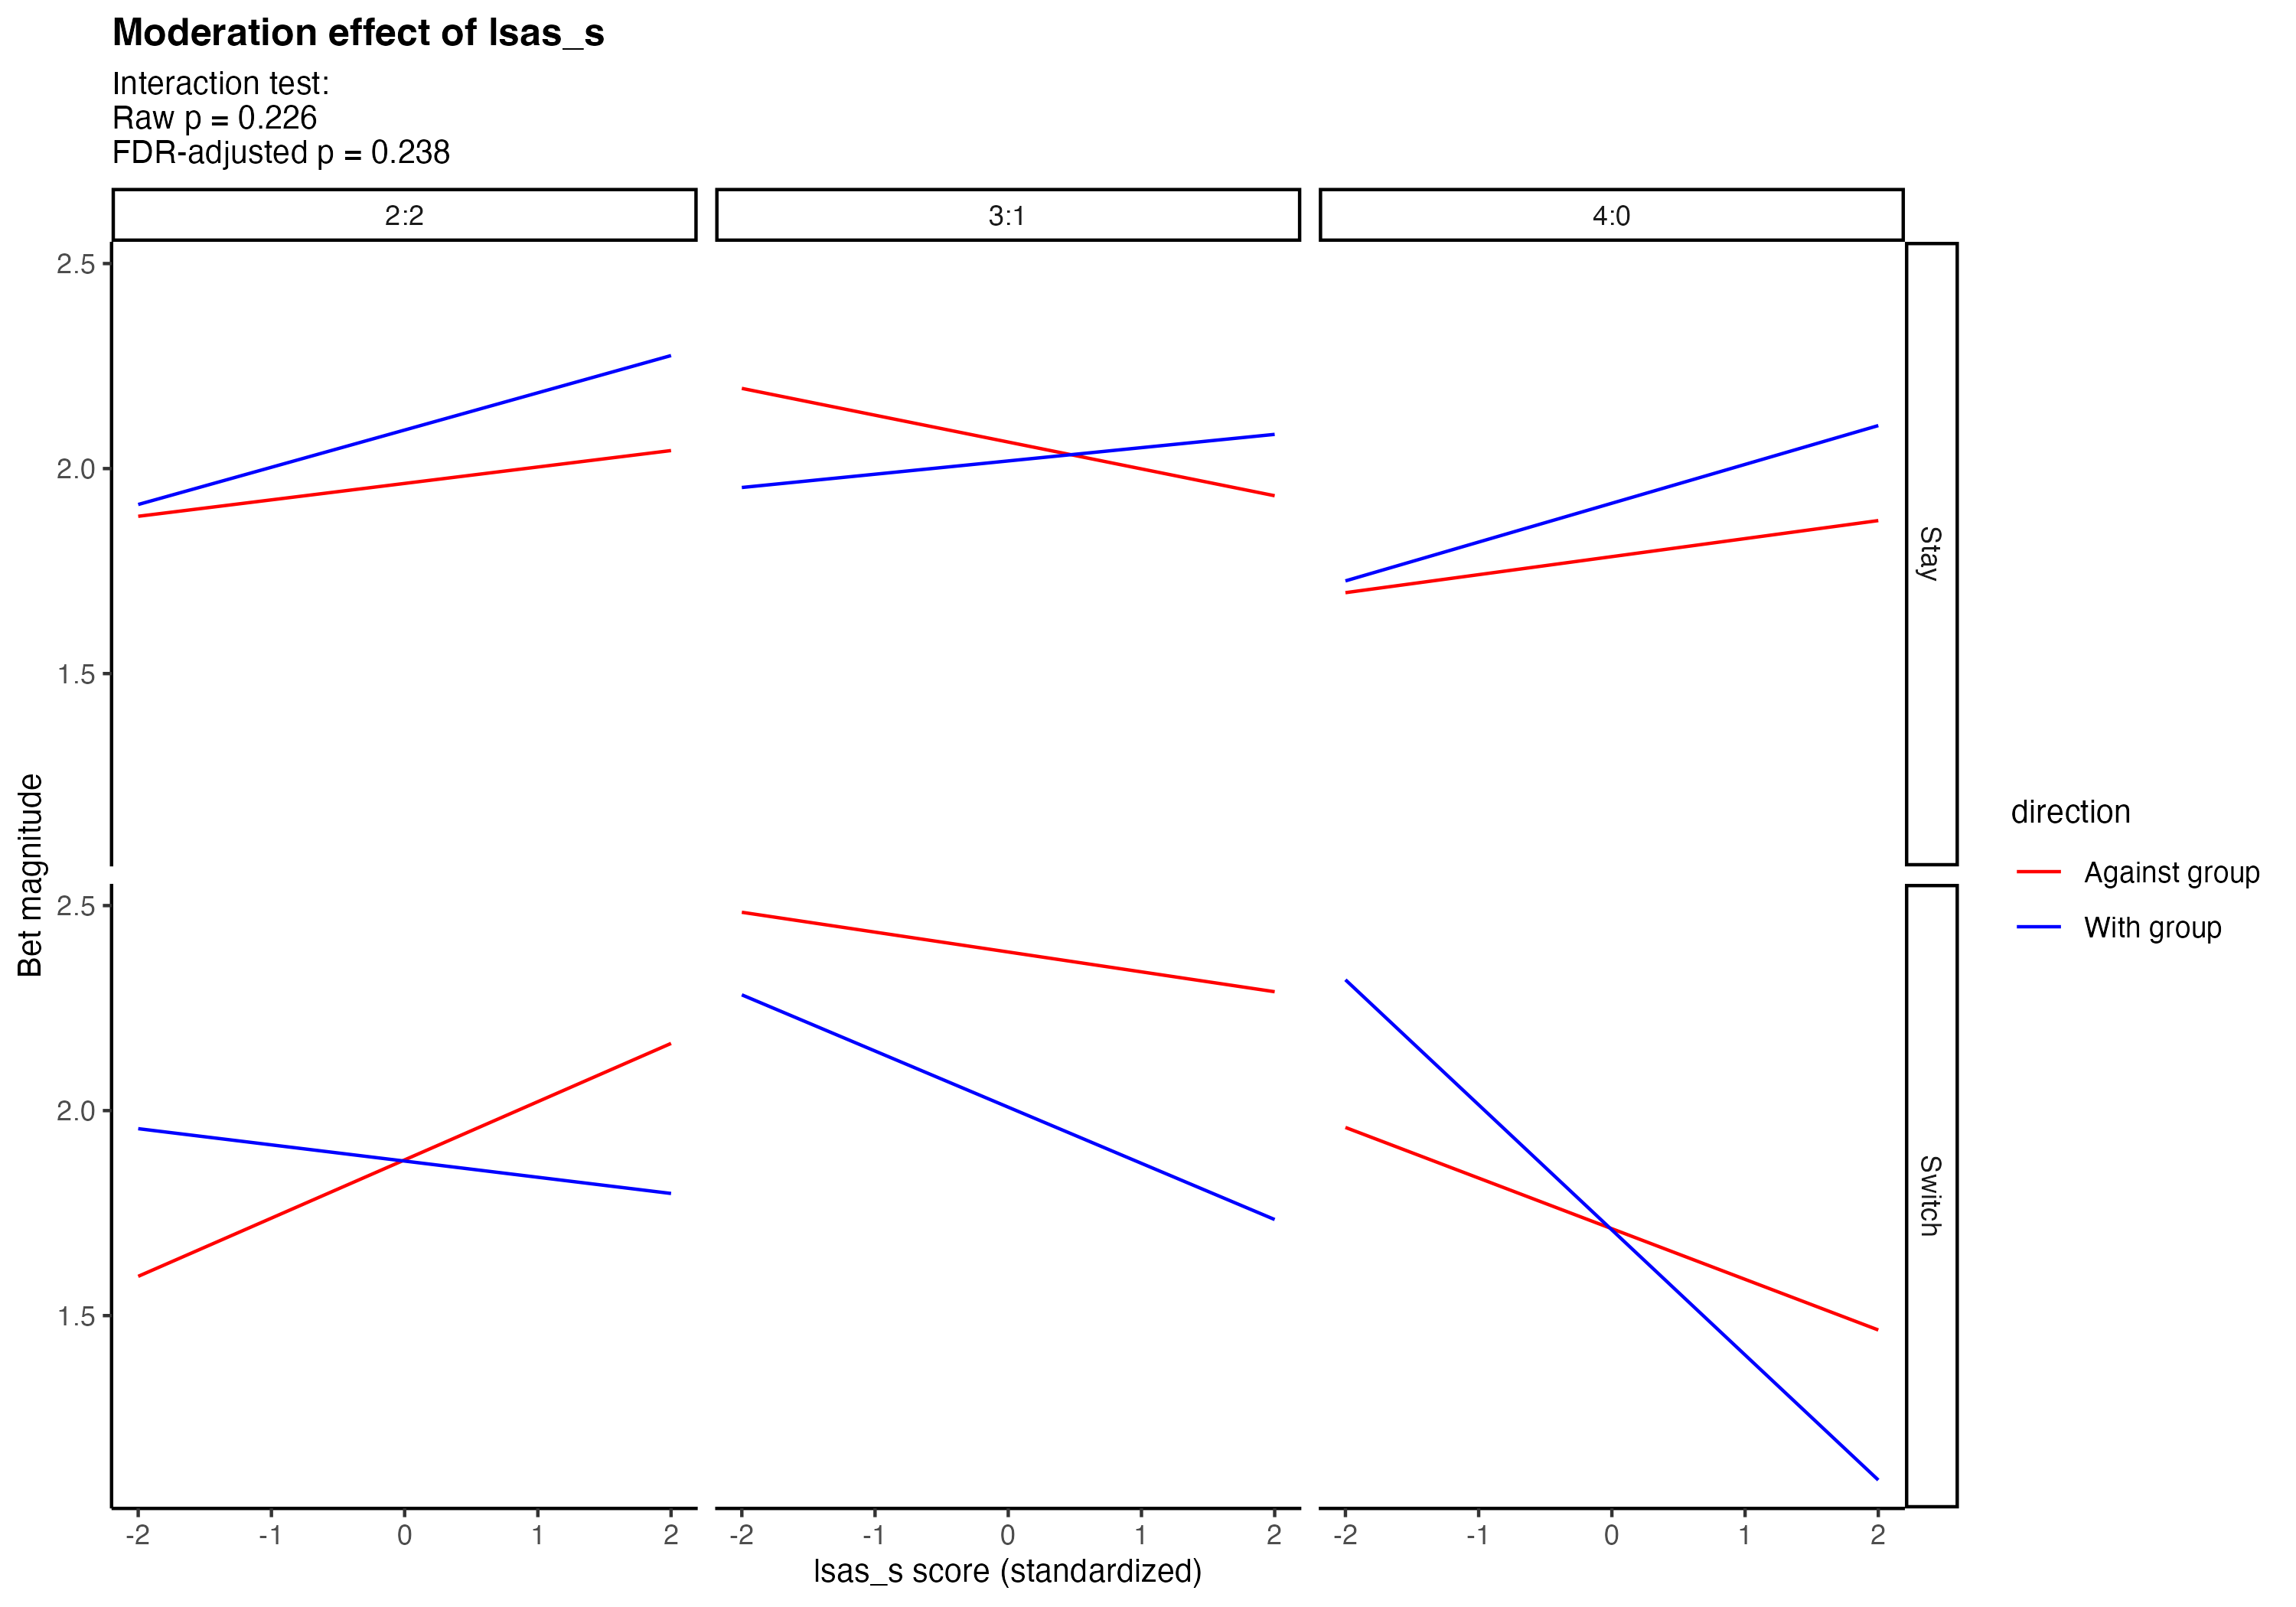 Moderation effect of lsas_s
Interaction test:
Raw p = 0.226
FDR-adjusted p = 0.238
2:2 3:1 4:0
2.5
2.0
1.5
Stay
2.5
2.0
1.5
Switch
Bet magnitude
-2 -1 0 1 2 -2 -1 0 1 2 -2 -1 0 1 2
lsas_s score (standardized)
direction
Against group
With group